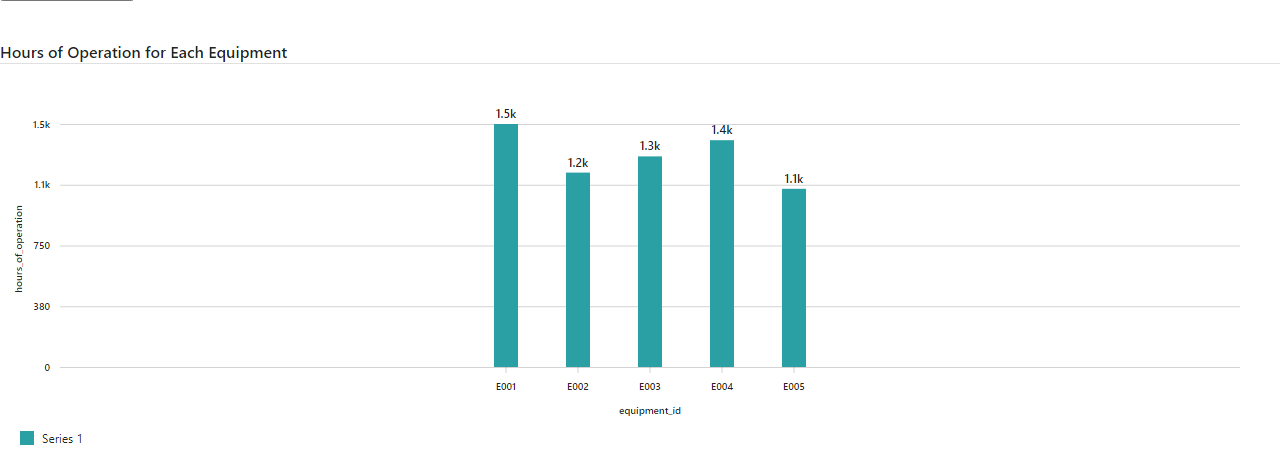 Hours of Operation for Each Equipment
1.5k
1.4k
1.3k
1.2k
1.1k
1.5k
1.1k
750
380
0
hours_of_operation
E001 E002 E003 E004 E005
equipment_id
Series 1